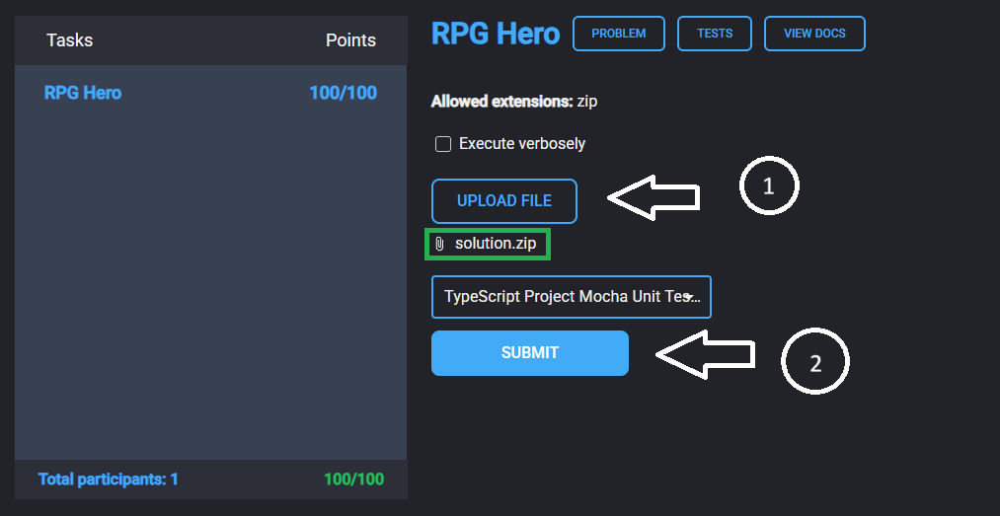 Tasks Points
RPG Hero 100/100
Total participants: 1 100/100
RPG Hero PROBLEM TESTS VIEW DOCS
Allowed extensions: zip
Execute verbosely
UPLOAD FILE 1
solution.zip
TypeScript Project Mocha Unit Tes...
SUBMIT 2